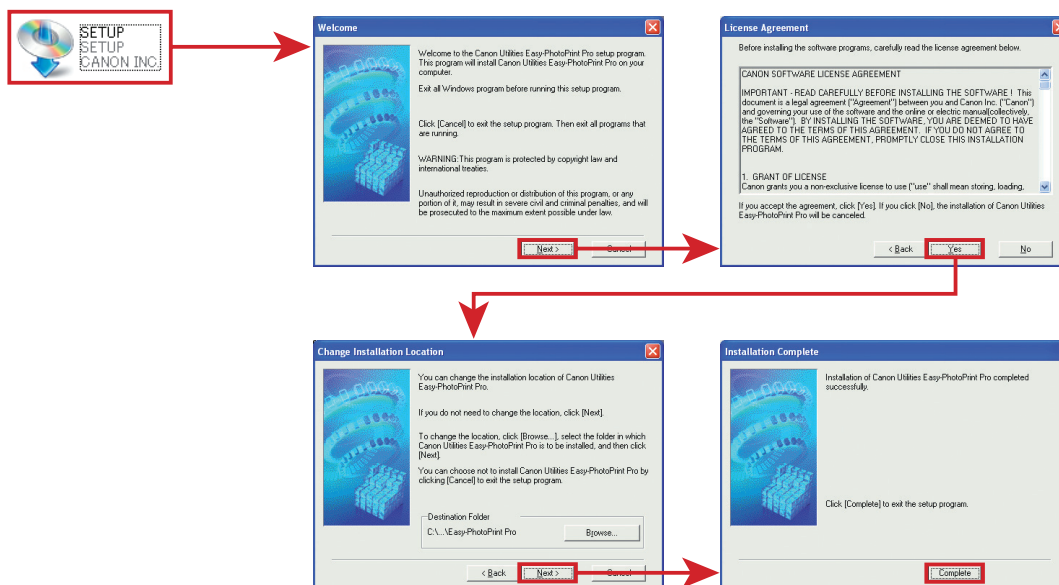 SETUP
SETUP
CANON INC.
Welcome
Welcome to the Canon Utilities Easy-PhotoPrint Pro setup program.
This program will install Canon Utilities Easy-PhotoPrint Pro on your
computer.
Exit all Windows program before running this setup program.
Click [Cancel] to exit the setup program. Then exit all programs that
are running.
WARNING: This program is protected by copyright law and
international treaties.
Unauthorized reproduction or distribution of this program, or any
portion of it, may result in severe civil and criminal penalties, and will
be prosecuted to the maximum extent possible under law.
Next >
Cancel
License Agreement
Before installing the software programs, carefully read the license agreement below.
CANON SOFTWARE LICENSE AGREEMENT
IMPORTANT - READ CAREFULLY BEFORE INSTALLING THE SOFTWARE ! This
document is a legal agreement ("Agreement") between you and Canon Inc. ("Canon")
and governing your use of the software and the online or electric manual(collectively,
the "Software"). BY INSTALLING THE SOFTWARE, YOU ARE DEEMED TO HAVE
AGREED TO THE TERMS OF THIS AGREEMENT. IF YOU DO NOT AGREE TO
THE TERMS OF THIS AGREEMENT, PROMPTLY CLOSE THIS INSTALLATION
PROGRAM.
1. GRANT OF LICENSE
Canon grants you a non-exclusive license to use ("use" shall mean storing, loading,
If you accept the agreement, click [Yes]. If you click [No], the installation of Canon Utilities
Easy-PhotoPrint Pro will be canceled.
< Back
Yes
No
Change Installation Location
You can change the installation location of Canon Utilities
Easy-PhotoPrint Pro.
If you do not need to change the location, click [Next].
To change the location, click [Browse...], select the folder in which
Canon Utilities Easy-PhotoPrint Pro is to be installed, and then click
[Next].
You can choose not to install Canon Utilities Easy-PhotoPrint Pro by
clicking [Cancel] to exit the setup program.
Destination Folder
C:\...\Easy-PhotoPrint Pro
Browse...
< Back
Next >
Cancel
Installation Complete
Installation of Canon Utilities Easy-PhotoPrint Pro completed
successfully.
Click [Complete] to exit the setup program.
Complete